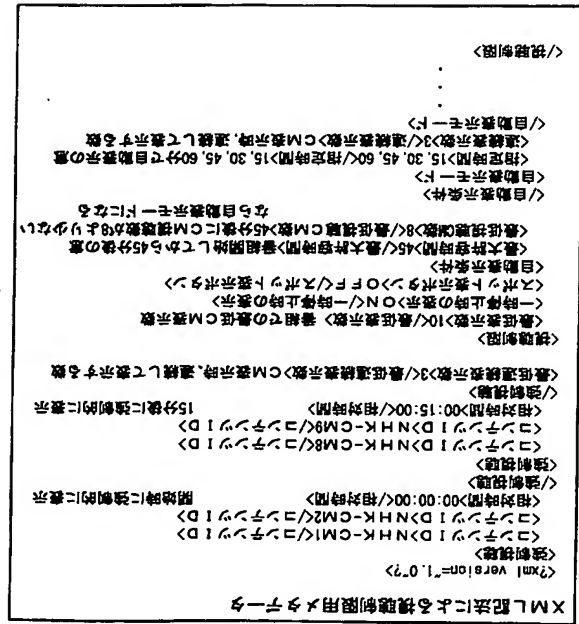 XML記法による視聴制限用メタデータ
<?xml version="1.0"?>
<強制視聴>
<コンテンツID>NHK-CM1</コンテンツID>
<コンテンツID>NHK-CM2</コンテンツID>
<相対時間>00:00:00</相対時間> 開始時に強制的に表示
</強制視聴>
<強制視聴>
<コンテンツID>NHK-CM8</コンテンツID>
<コンテンツID>NHK-CM9</コンテンツID>
<相対時間>00:15:00</相対時間> 15分後に強制的に表示
</強制視聴>
<最低連続表示数>3</最低連続表示数>CM表示時、連続して表示する数
<視聴制限>
<最低表示数>10</最低表示数> 番組での最低CM表示数
<一時停止時の表示>ON</一時停止時の表示>
<スポット表示ボタン>OFF</スポット表示ボタン>
<自動表示条件>
<最大許容時間>45</最大許容時間>番組開始してから45分後の意
<最低視聴CM数>8</最低視聴CM数>45分後にCM視聴数が8より少ない
なら自動表示モードになる
</自動表示条件>
<自動表示モード>
<指定時間>15, 30, 45, 60</指定時間>15, 30, 45, 60分で自動表示の意
<連続表示数>3</連続表示数>CM表示時、連続して表示する数
</自動表示モード>
・
・
・
</視聴制限>